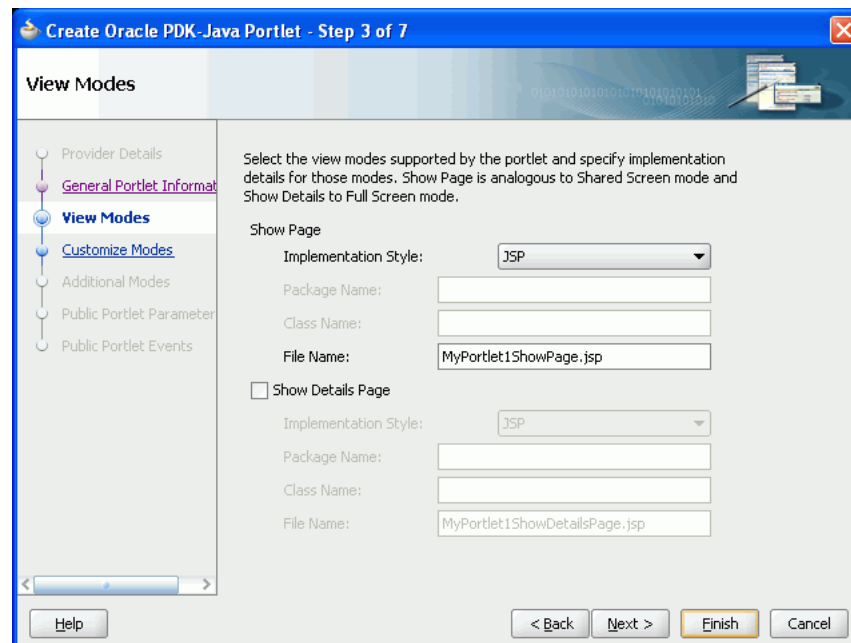 Create Oracle PDK-Java Portlet - Step 3 of 7
View Modes
Provider Details
General Portlet Informat
View Modes
Customize Modes
Additional Modes
Public Portlet Parameter
Public Portlet Events
Select the view modes supported by the portlet and specify implementation
details for those modes. Show Page is analogous to Shared Screen mode and
Show Details to Full Screen mode.
Show Page
Implementation Style: JSP
Package Name:
Class Name:
File Name: MyPortlet1ShowPage.jsp
Show Details Page
Implementation Style: JSP
Package Name:
Class Name:
File Name: MyPortlet1ShowDetailsPage.jsp
Help < Back Next > Finish Cancel